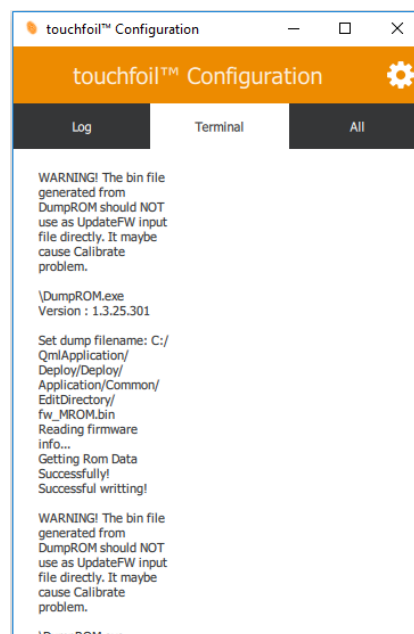 touchfoil™ Configuration
touchfoil™ Configuration
Log
Terminal
All
WARNING! The bin file
generated from
DumpROM should NOT
use as UpdateFW input
file directly. It maybe
cause Calibrate
problem.
\DumpROM.exe
Version : 1.3.25.301
Set dump filename: C:/
QmlApplication/
Deploy/Deploy/
Application/Common/
EditDirectory/
fw_MROM.bin
Reading firmware
info...
Getting Rom Data
Successfully!
Successful writting!
WARNING! The bin file
generated from
DumpROM should NOT
use as UpdateFW input
file directly. It maybe
cause Calibrate
problem.